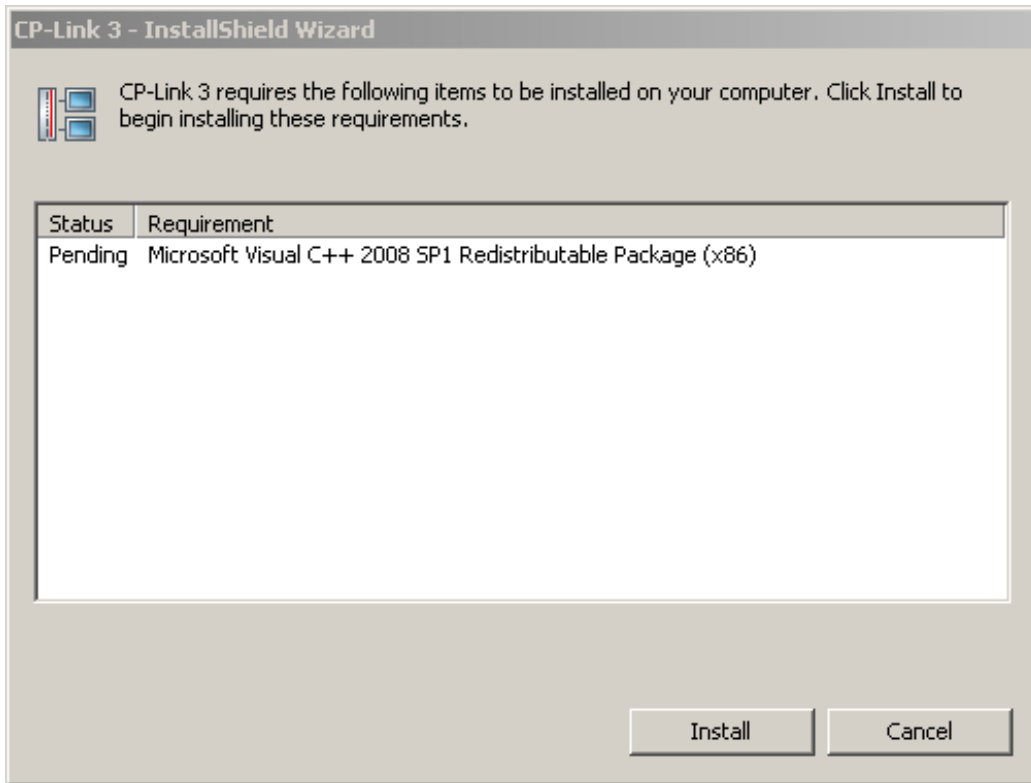 CP-Link 3 - InstallShield Wizard
CP-Link 3 requires the following items to be installed on your computer. Click Install to
begin installing these requirements.
Status Requirement
Pending Microsoft Visual C++ 2008 SP1 Redistributable Package (x86)
Install Cancel